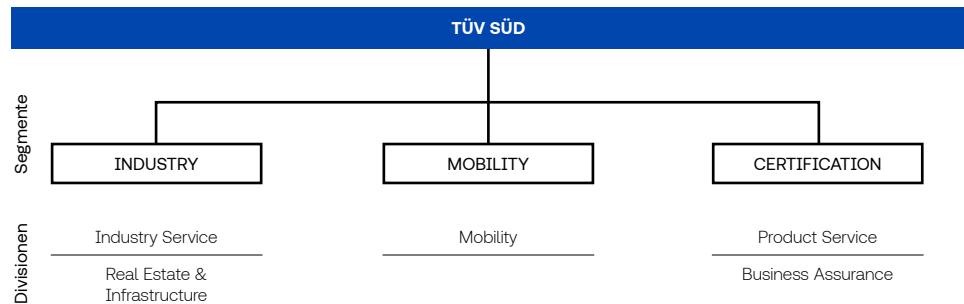 TÜV SÜD
Segmente
INDUSTRY
MOBILITY
CERTIFICATION
Divisionen
Industry Service
Mobility
Product Service
Real Estate &
Infrastructure
Business Assurance